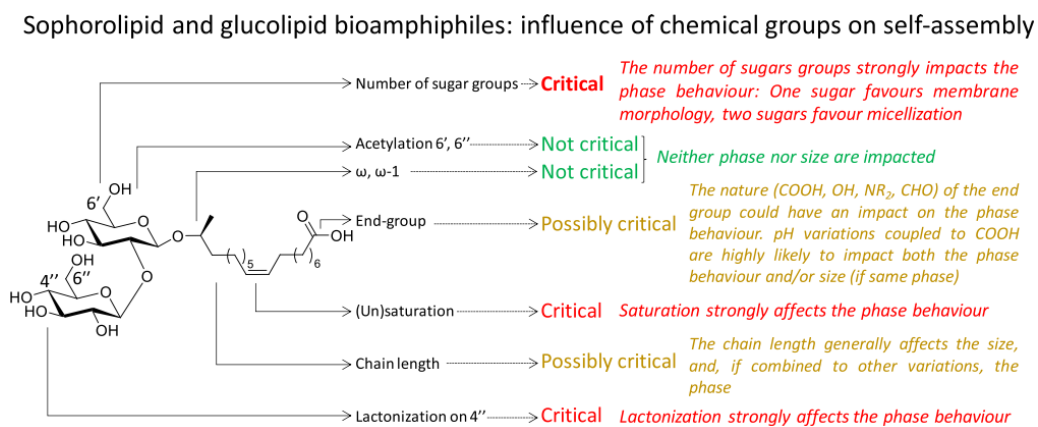 Sophorolipid and glucolipid bioamphiphiles: influence of chemical groups on self-assembly
Number of sugar groups
Critical
The number of sugars groups strongly impacts the
phase behaviour: One sugar favours membrane
morphology, two sugars favour micellization
Acetylation 6′, 6′′
Not critical
ω, ω-1
Not critical
Neither phase nor size are impacted
End-group
Possibly critical
The nature (COOH, OH, NR₂, CHO) of the end
group could have an impact on the phase
behaviour. pH variations coupled to COOH
are highly likely to impact both the phase
behaviour and/or size (if same phase)
6′
OH
HO
HO
O
O
O
O
OH
5
6
4′′
6′′
OH
HO
HO
O
OH
(Un)saturation
Critical
Saturation strongly affects the phase behaviour
Chain length
Possibly critical
The chain length generally affects the size,
and, if combined to other variations, the
phase
Lactonization on 4′′
Critical
Lactonization strongly affects the phase behaviour